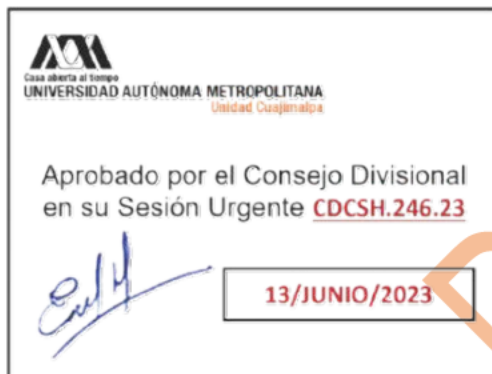 Casa abierta al tiempo
UNIVERSIDAD AUTÓNOMA METROPOLITANA
Unidad Cuajimalpa
Aprobado por el Consejo Divisional
en su Sesión Urgente CDCSH.246.23
13/JUNIO/2023